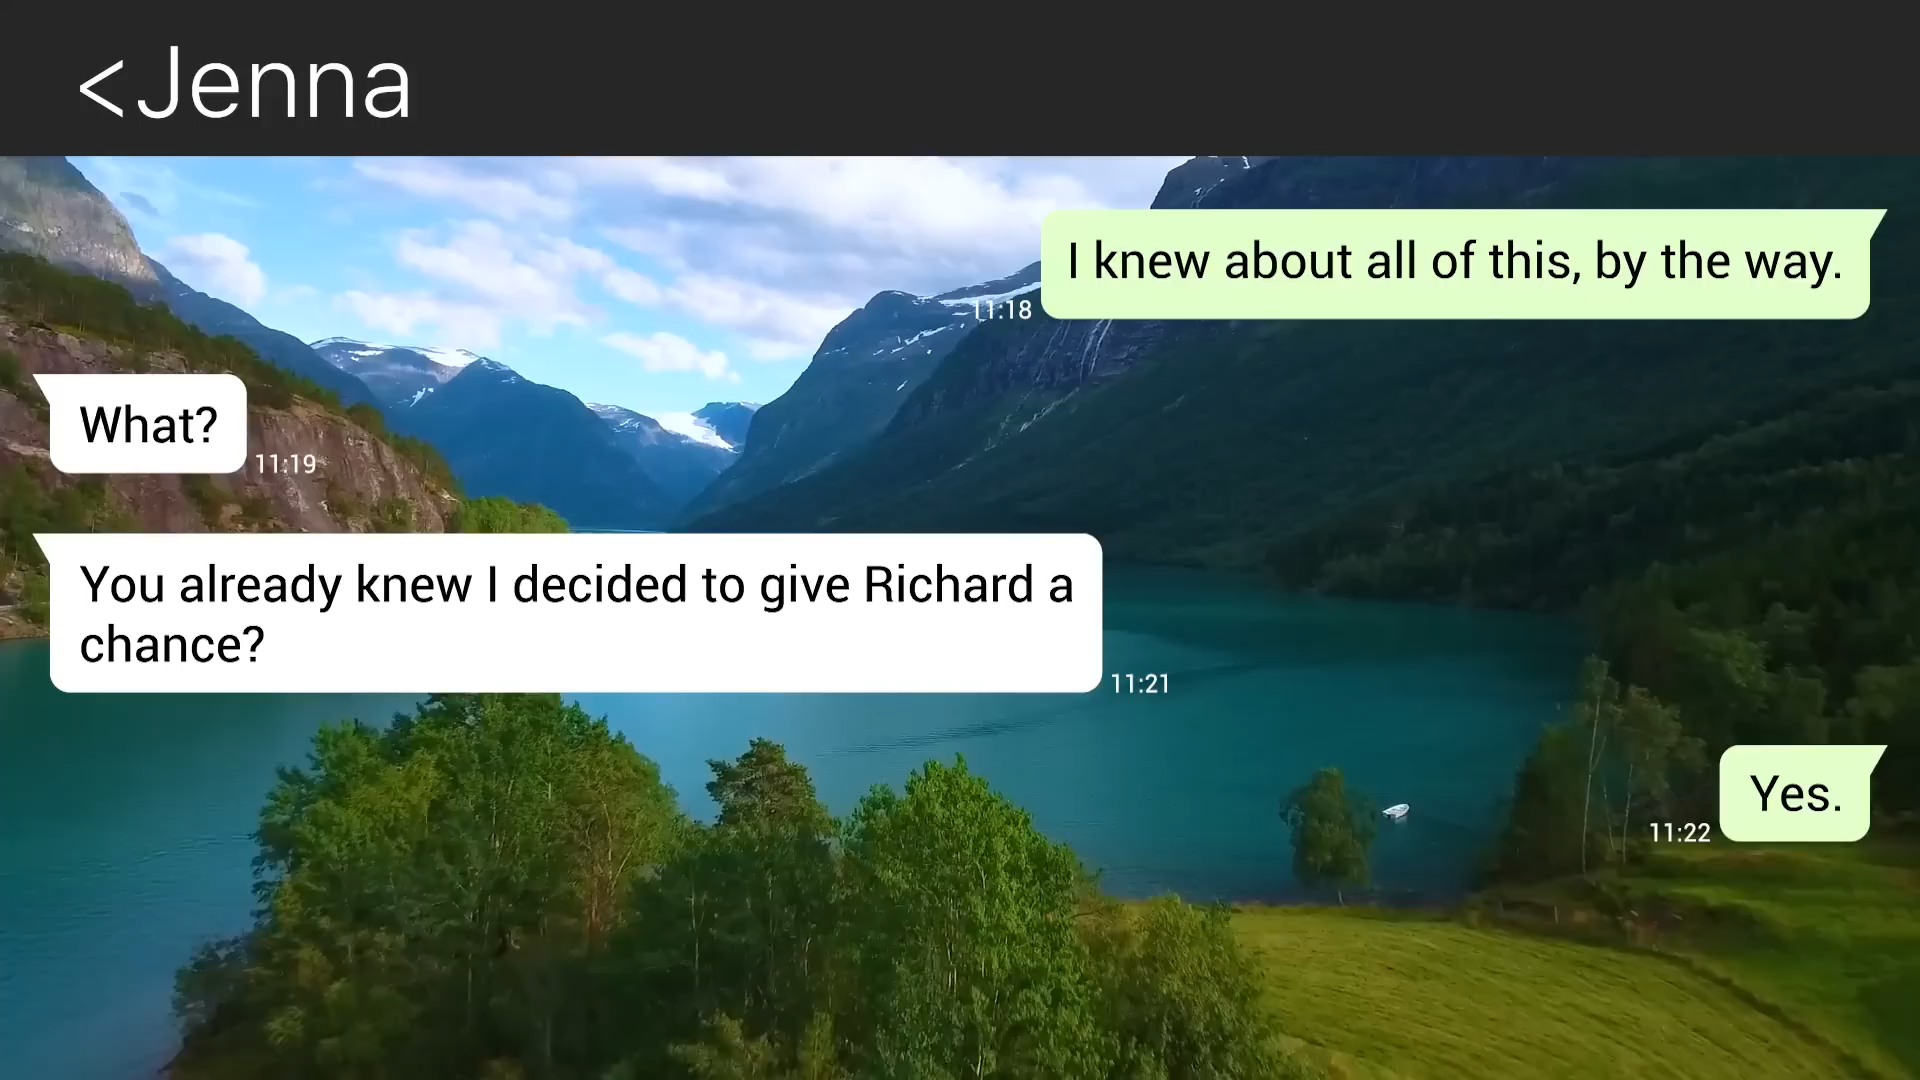 <Jenna
I knew about all of this, by the way.
11:18
What?
11:19
You already knew I decided to give Richard a
chance?
11:21
Yes.
11:22